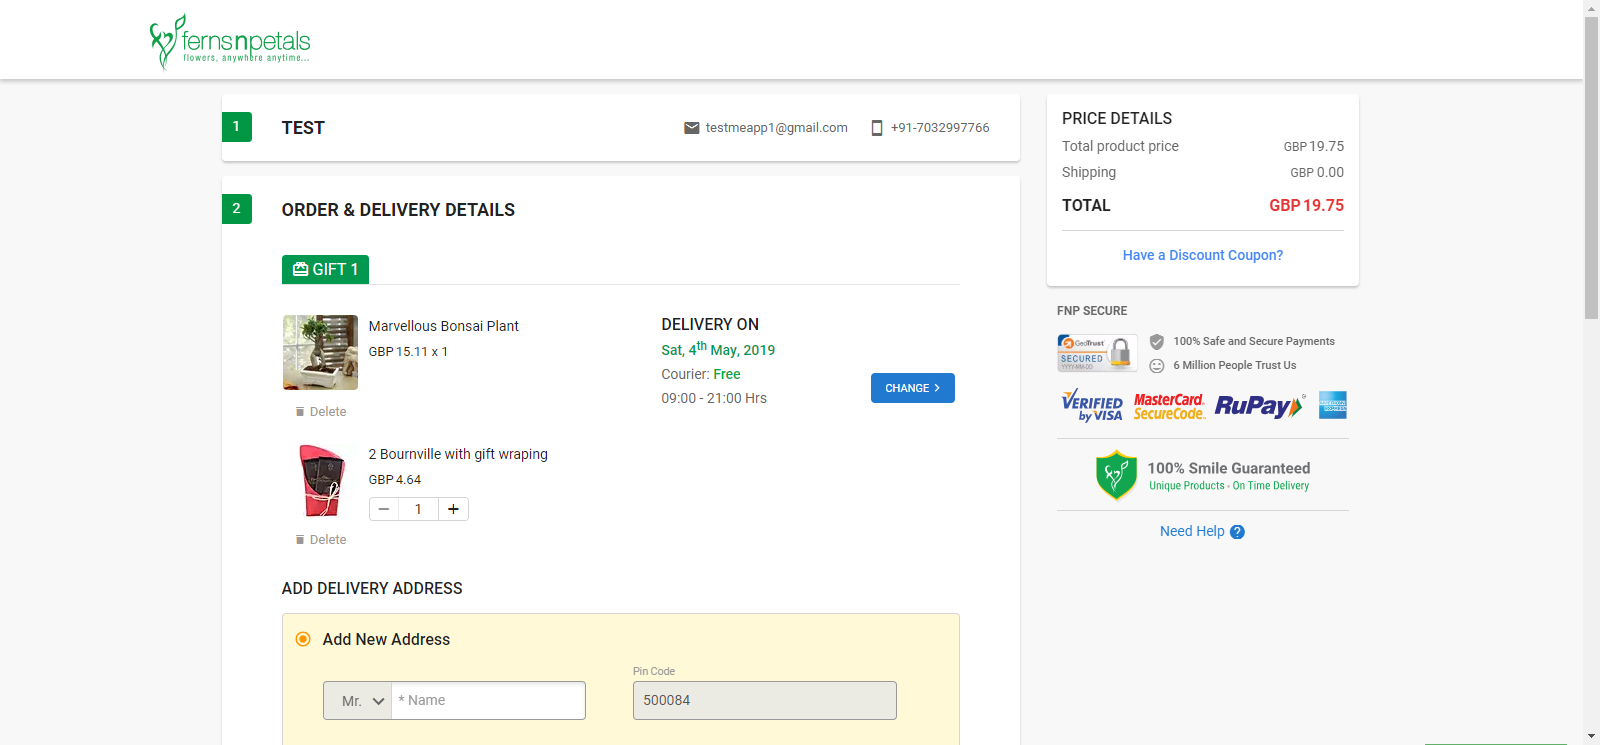 fernsnpetals
flowers, anywhere anytime...
1
TEST
testmeapp1@gmail.com
+91-7032997766
2
ORDER & DELIVERY DETAILS
GIFT 1
Marvellous Bonsai Plant
GBP 15.11 x 1
Delete
DELIVERY ON
Sat, 4th May, 2019
Courier: Free
09:00 - 21:00 Hrs
CHANGE >
2 Bournville with gift wraping
GBP 4.64
− 1 +
Delete
ADD DELIVERY ADDRESS
Add New Address
Mr.
* Name
Pin Code
500084
PRICE DETAILS
Total product price GBP 19.75
Shipping GBP 0.00
TOTAL GBP 19.75
Have a Discount Coupon?
FNP SECURE
GeoTrust
SECURED
YYYY-MM-DD
100% Safe and Secure Payments
6 Million People Trust Us
VERIFIED
by VISA
MasterCard
SecureCode
RuPay
100% Smile Guaranteed
Unique Products - On Time Delivery
Need Help ?